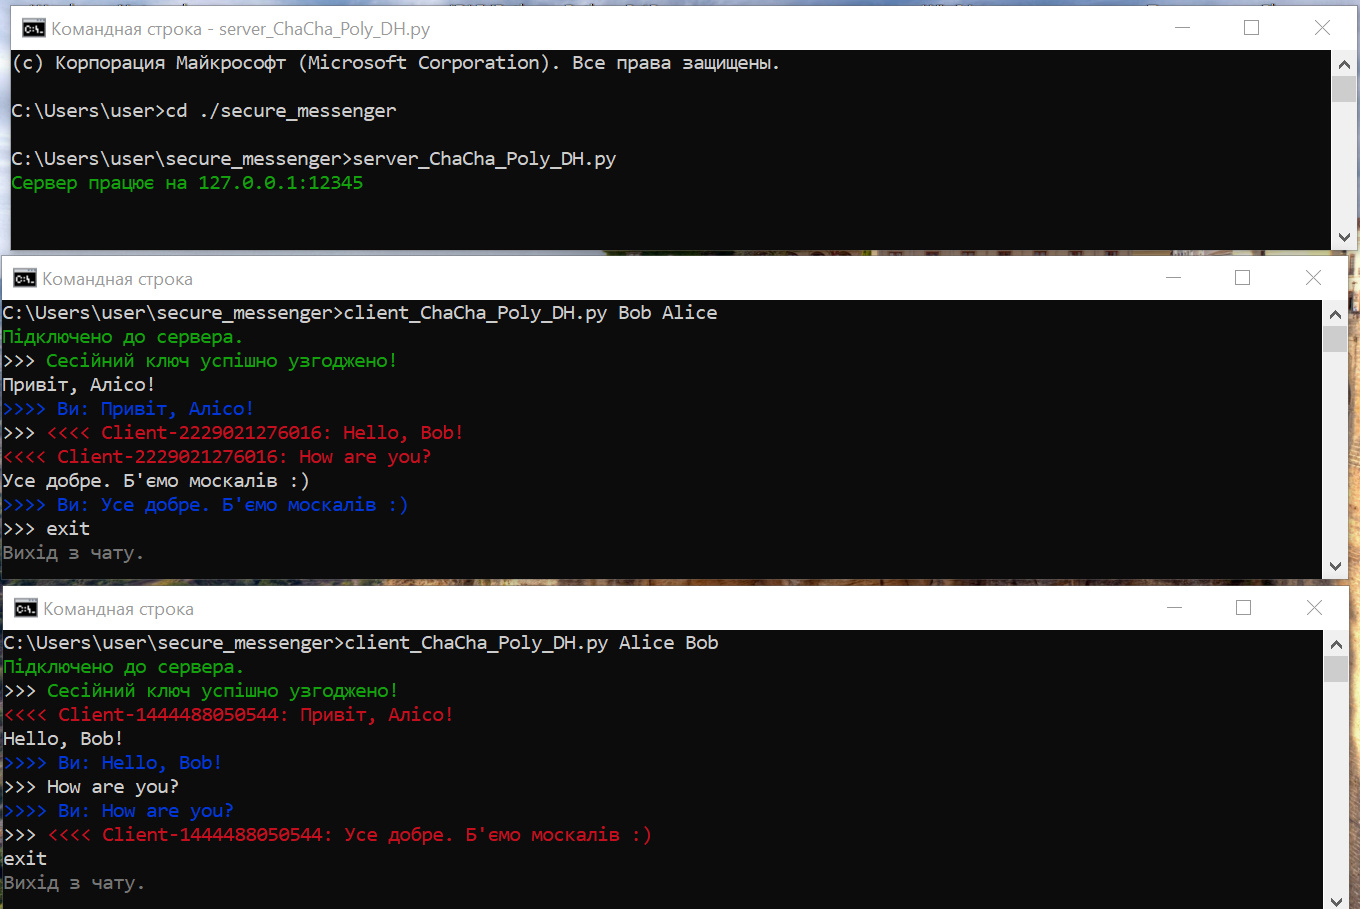 Командная строка - server_ChaCha_Poly_DH.py
(c) Корпорация Майкрософт (Microsoft Corporation). Все права защищены.
C:\Users\user>cd ./secure_messenger
C:\Users\user\secure_messenger>server_ChaCha_Poly_DH.py
Сервер працює на 127.0.0.1:12345
Командная строка
C:\Users\user\secure_messenger>client_ChaCha_Poly_DH.py Bob Alice
Підключено до сервера.
>>> Сесійний ключ успішно узгоджено!
Привіт, Алісо!
>>>> Ви: Привіт, Алісо!
>>> <<<< Client-2229021276016: Hello, Bob!
<<<< Client-2229021276016: How are you?
Усе добре. Б'ємо москалів :)
>>>> Ви: Усе добре. Б'ємо москалів :)
>>> exit
Вихід з чату.
Командная строка
C:\Users\user\secure_messenger>client_ChaCha_Poly_DH.py Alice Bob
Підключено до сервера.
>>> Сесійний ключ успішно узгоджено!
<<<< Client-1444488050544: Привіт, Алісо!
Hello, Bob!
>>>> Ви: Hello, Bob!
>>> How are you?
>>>> Ви: How are you?
>>> <<<< Client-1444488050544: Усе добре. Б'ємо москалів :)
exit
Вихід з чату.